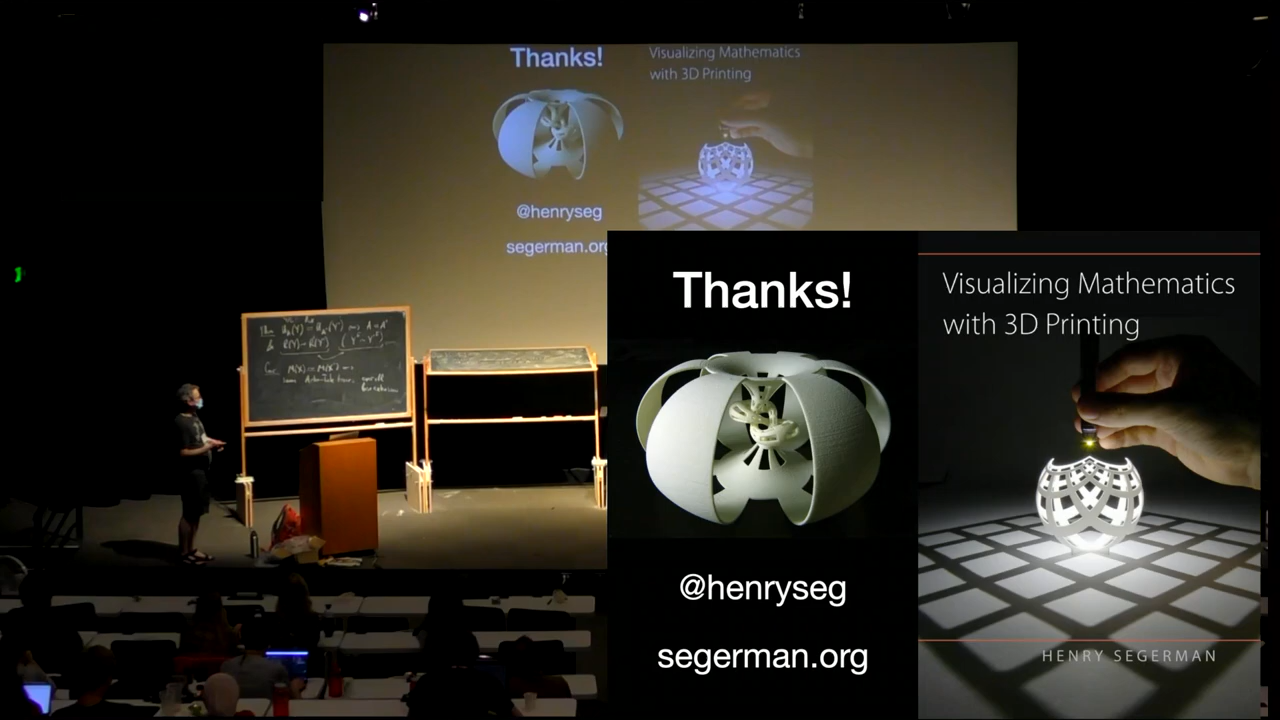 Thanks!
Visualizing Mathematics
with 3D Printing
@henryseg
segerman.org
Thanks!
Visualizing Mathematics
with 3D Printing
@henryseg
segerman.org
HENRY SEGERMAN